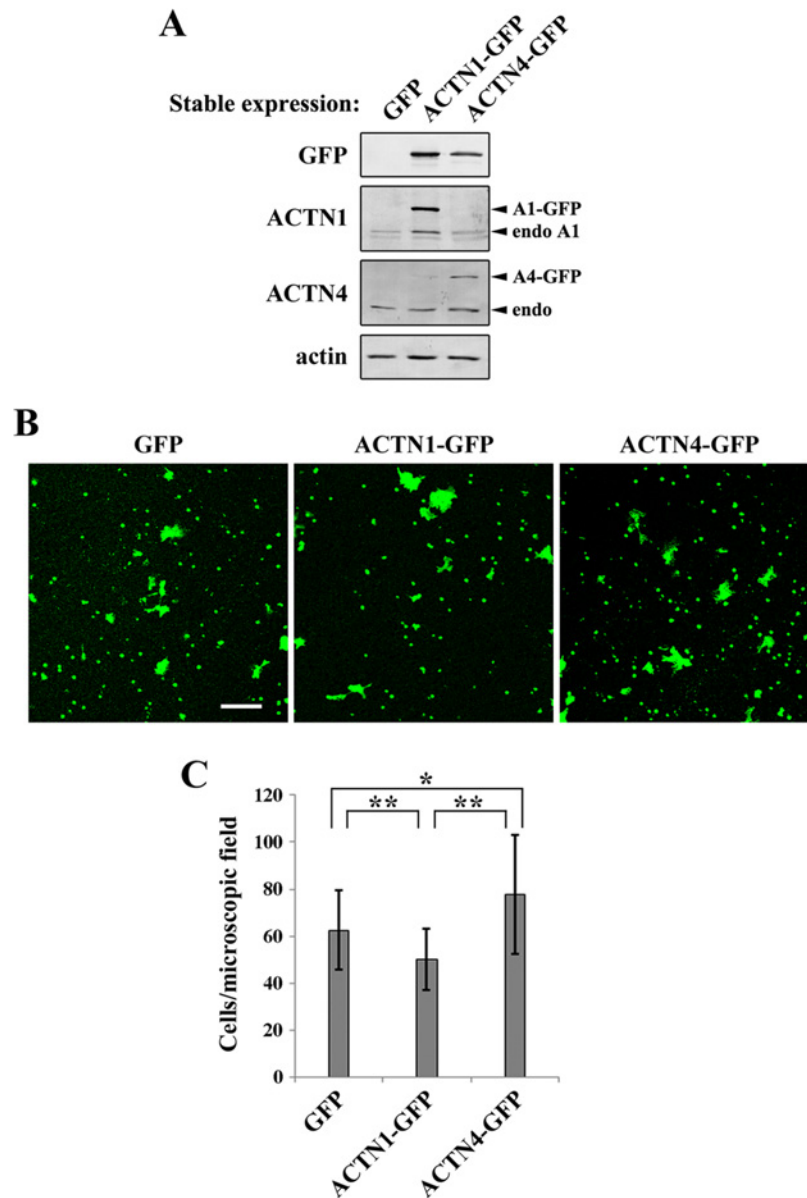 A
Stable expression:
GFP
ACTN1-GFP
ACTN4-GFP
GFP
ACTN1
A1-GFP
endo A1
ACTN4
A4-GFP
endo
actin
B
GFP ACTN1-GFP ACTN4-GFP
C
Cells/microscopic field
120
100
80
60
40
20
0
*
** **
GFP
ACTN1-GFP
ACTN4-GFP